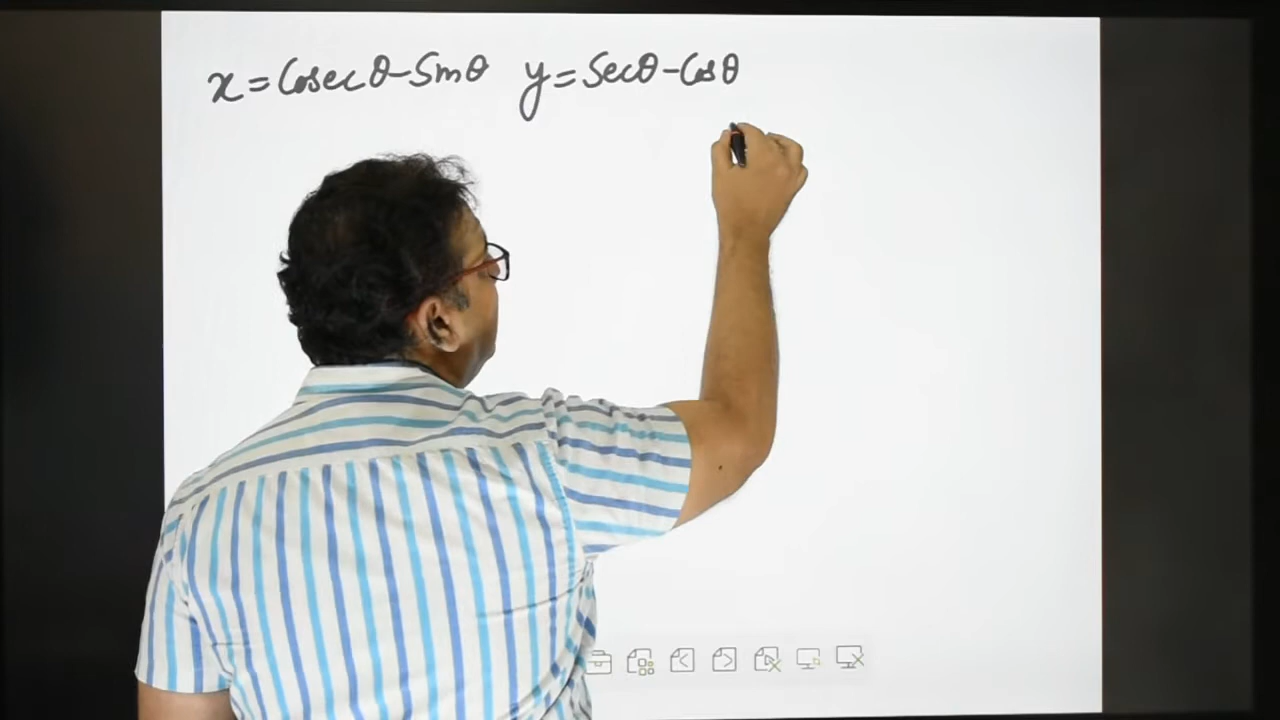 x = Cosec θ - Sin θ y = Sec θ - Cos θ